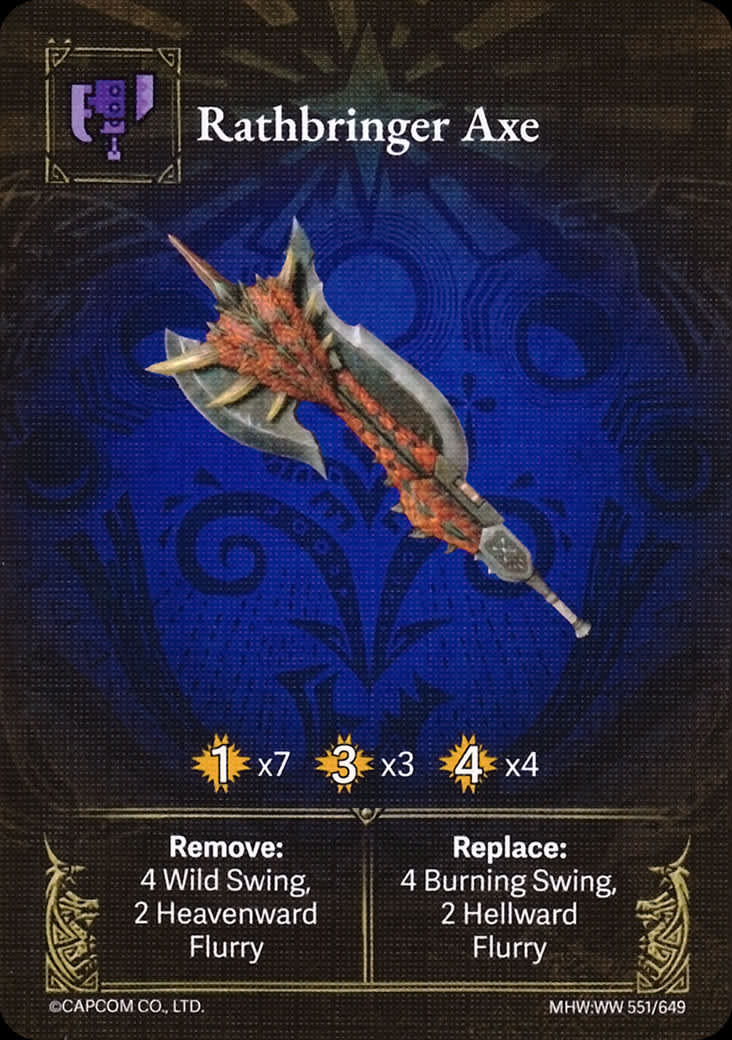 Rathbringer Axe
1 x7 3 x3 4 x4
Remove:
4 Wild Swing,
2 Heavenward
Flurry
Replace:
4 Burning Swing,
2 Hellward
Flurry
©CAPCOM CO., LTD.
MHW:WW 551/649